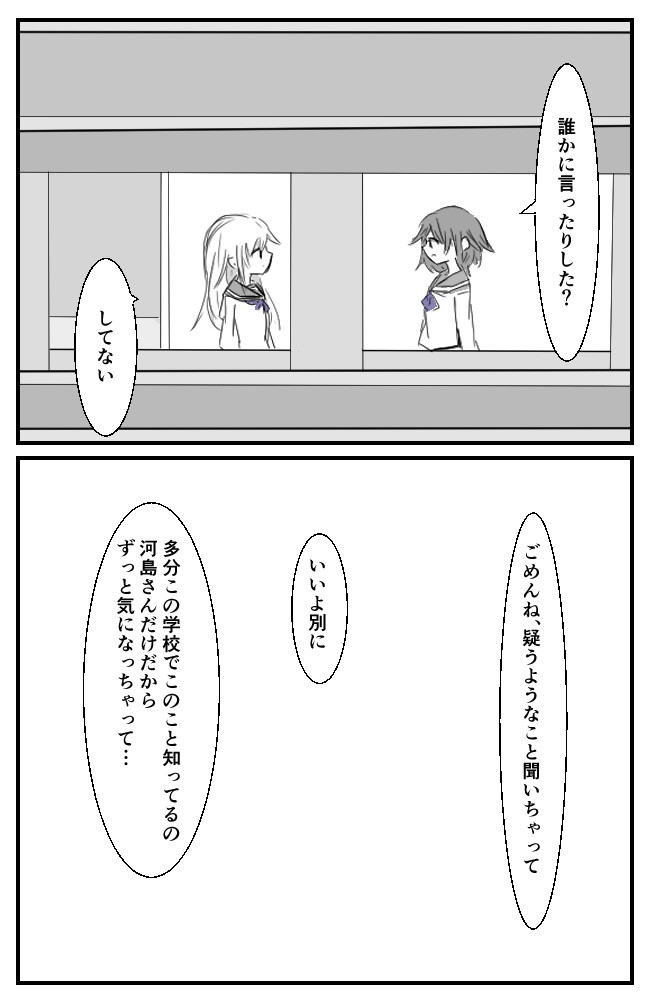 誰かに言ったりした?
してない
ごめんね、疑うようなこと聞いちゃって
いいよ別に
多分この学校でこのこと知ってるの
河島さんだけだから
ずっと気になっちゃって…